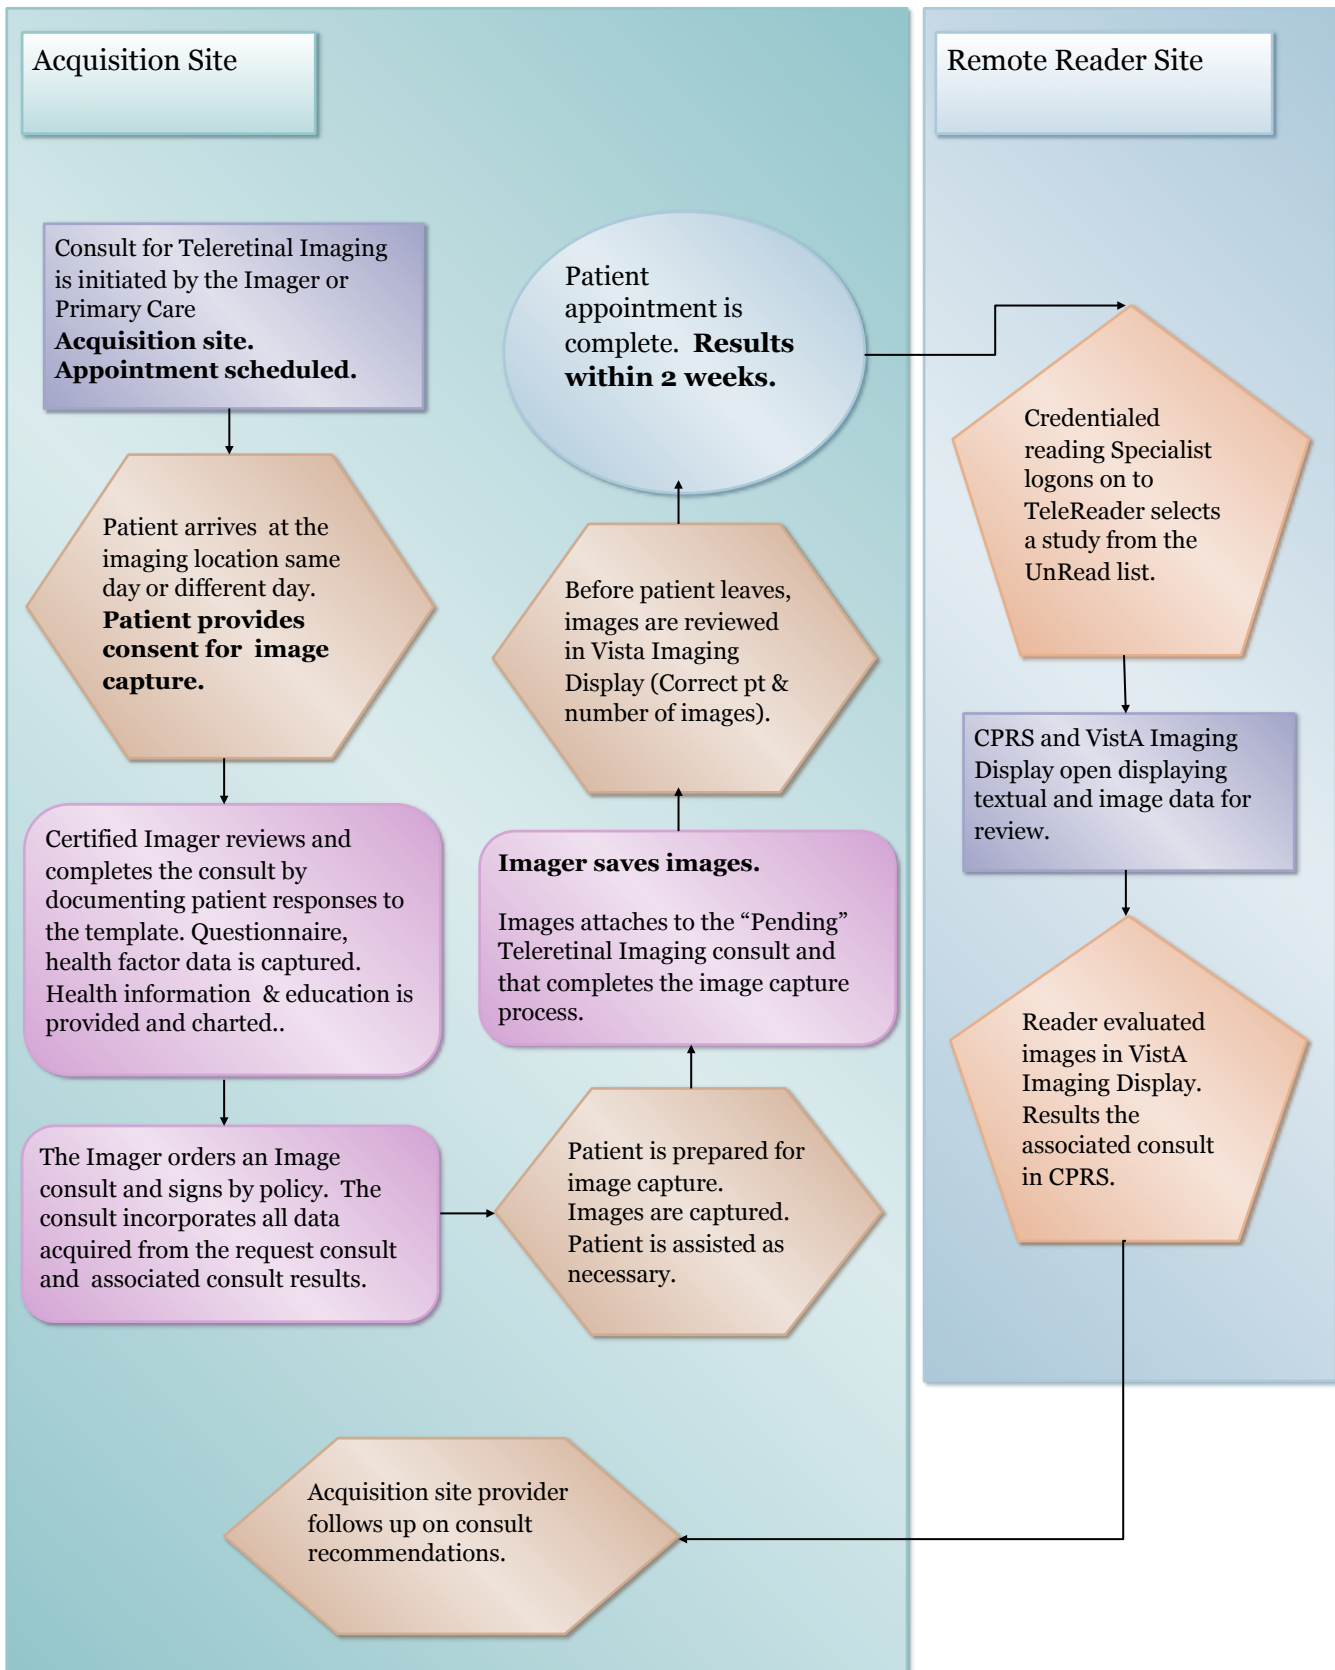 Acquisition Site
Consult for Teleretinal Imaging
is initiated by the Imager or
Primary Care
Acquisition site.
Appointment scheduled.
Patient arrives at the
imaging location same
day or different day.
Patient provides
consent for image
capture.
Certified Imager reviews and
completes the consult by
documenting patient responses to
the template. Questionnaire,
health factor data is captured.
Health information & education is
provided and charted..
The Imager orders an Image
consult and signs by policy. The
consult incorporates all data
acquired from the request consult
and associated consult results.
Patient is prepared for
image capture.
Images are captured.
Patient is assisted as
necessary.
Imager saves images.
Images attaches to the “Pending”
Teleretinal Imaging consult and
that completes the image capture
process.
Before patient leaves,
images are reviewed
in Vista Imaging
Display (Correct pt &
number of images).
Patient
appointment is
complete. Results
within 2 weeks.
Remote Reader Site
Credentialed
reading Specialist
logons on to
TeleReader selects
a study from the
UnRead list.
CPRS and VistA Imaging
Display open displaying
textual and image data for
review.
Reader evaluated
images in VistA
Imaging Display.
Results the
associated consult
in CPRS.
Acquisition site provider
follows up on consult
recommendations.